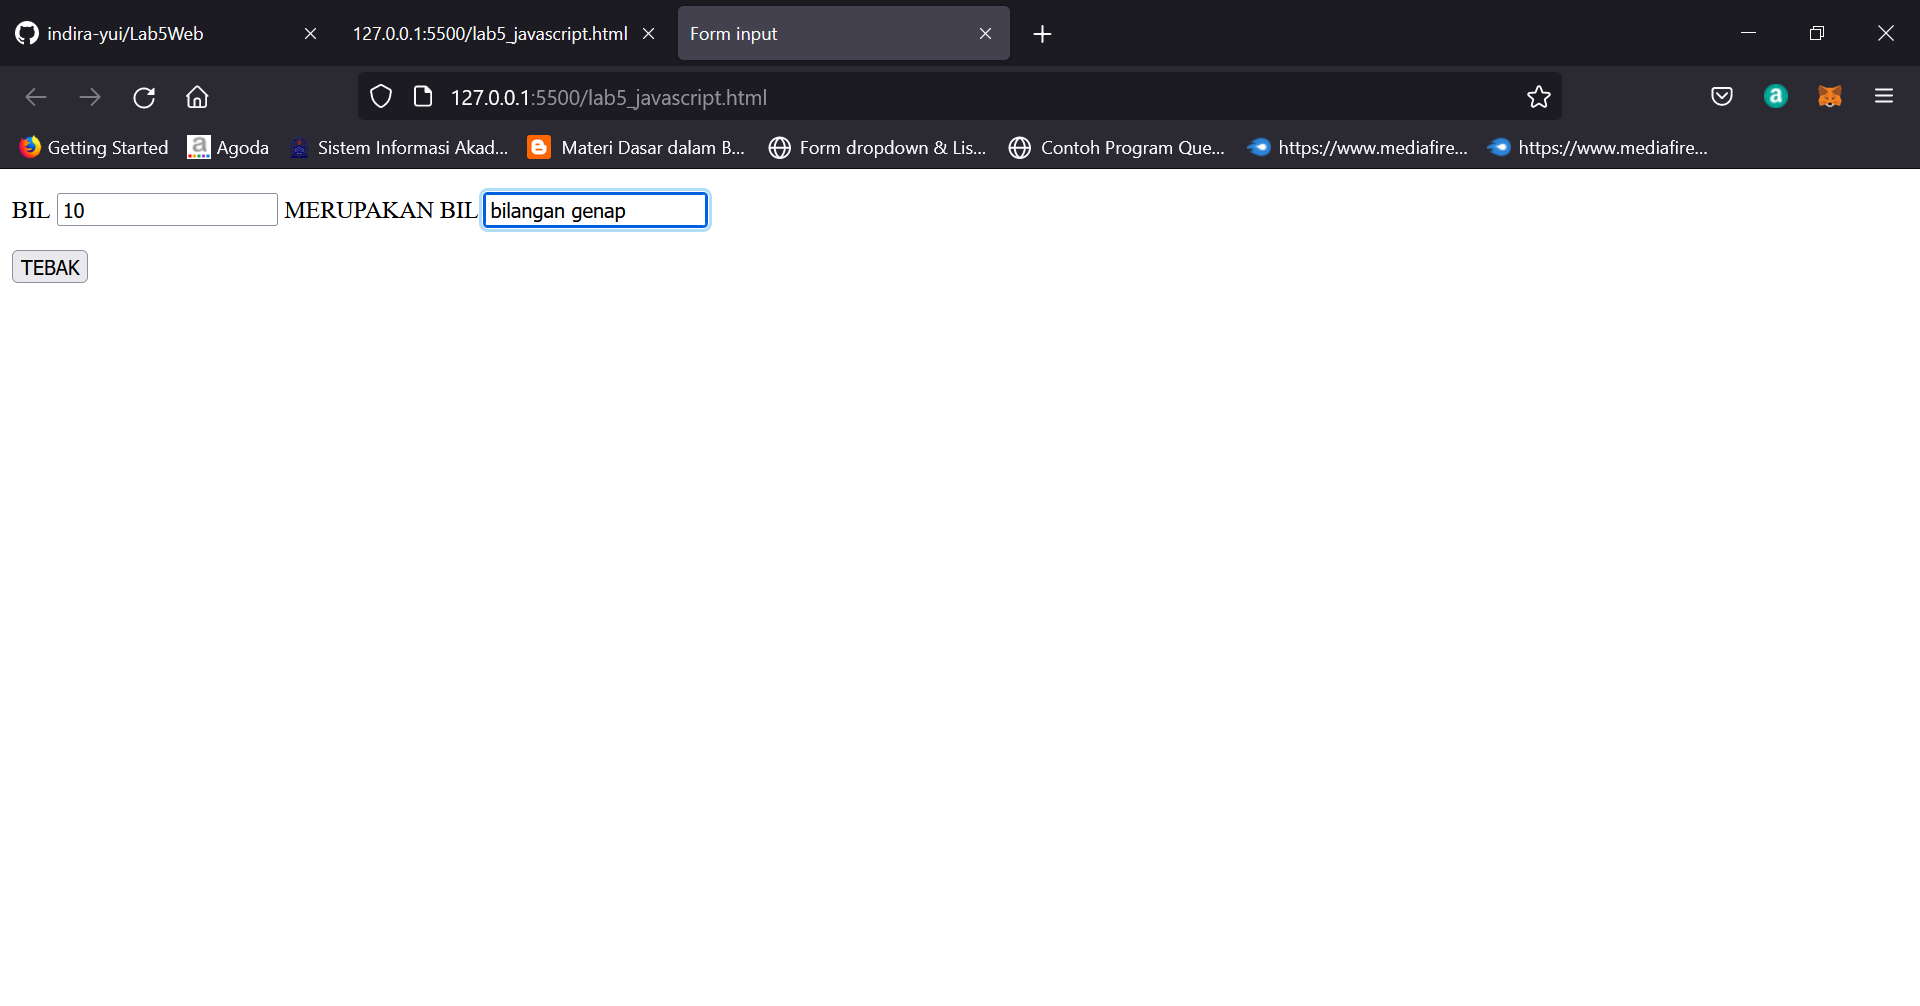 indira-yui/Lab5Web 127.0.0.1:5500/lab5_javascript.html Form input
127.0.0.1:5500/lab5_javascript.html
Getting Started Agoda Sistem Informasi Akad... Materi Dasar dalam B... Form dropdown & Lis... Contoh Program Que... https://www.mediafire... https://www.mediafire...
BIL 10 MERUPAKAN BIL bilangan genap
TEBAK